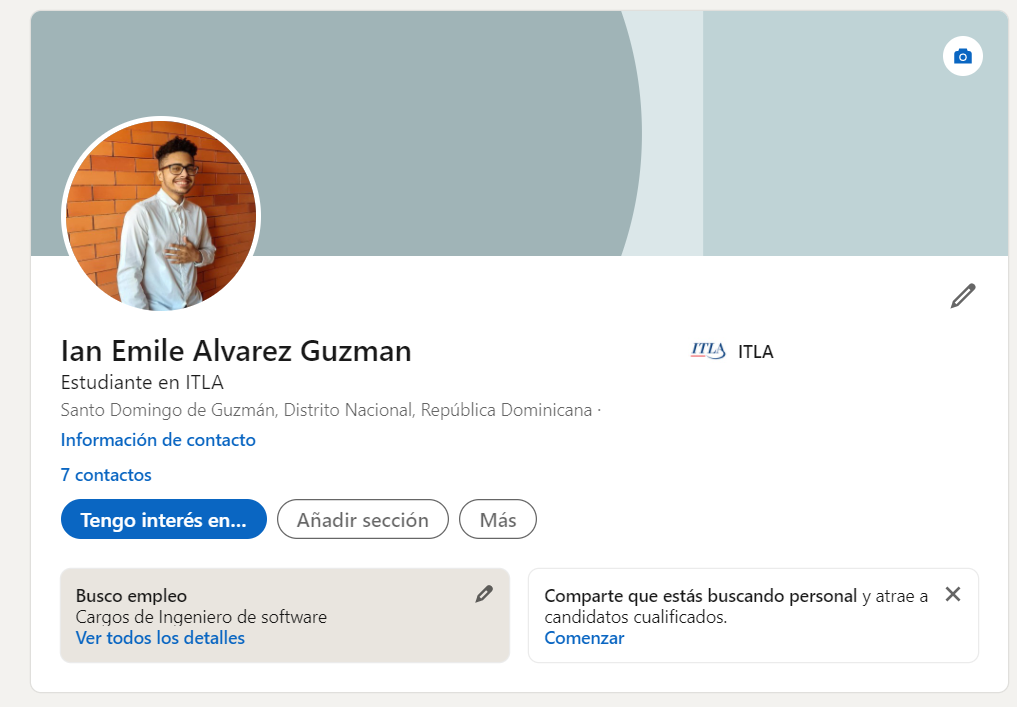 Ian Emile Alvarez Guzman
ITLA ITLA
Estudiante en ITLA
Santo Domingo de Guzmán, Distrito Nacional, República Dominicana ·
Información de contacto
7 contactos
Tengo interés en...
Añadir sección
Más
Busco empleo
Cargos de Ingeniero de software
Ver todos los detalles
Comparte que estás buscando personal y atrae a
candidatos cualificados.
Comenzar